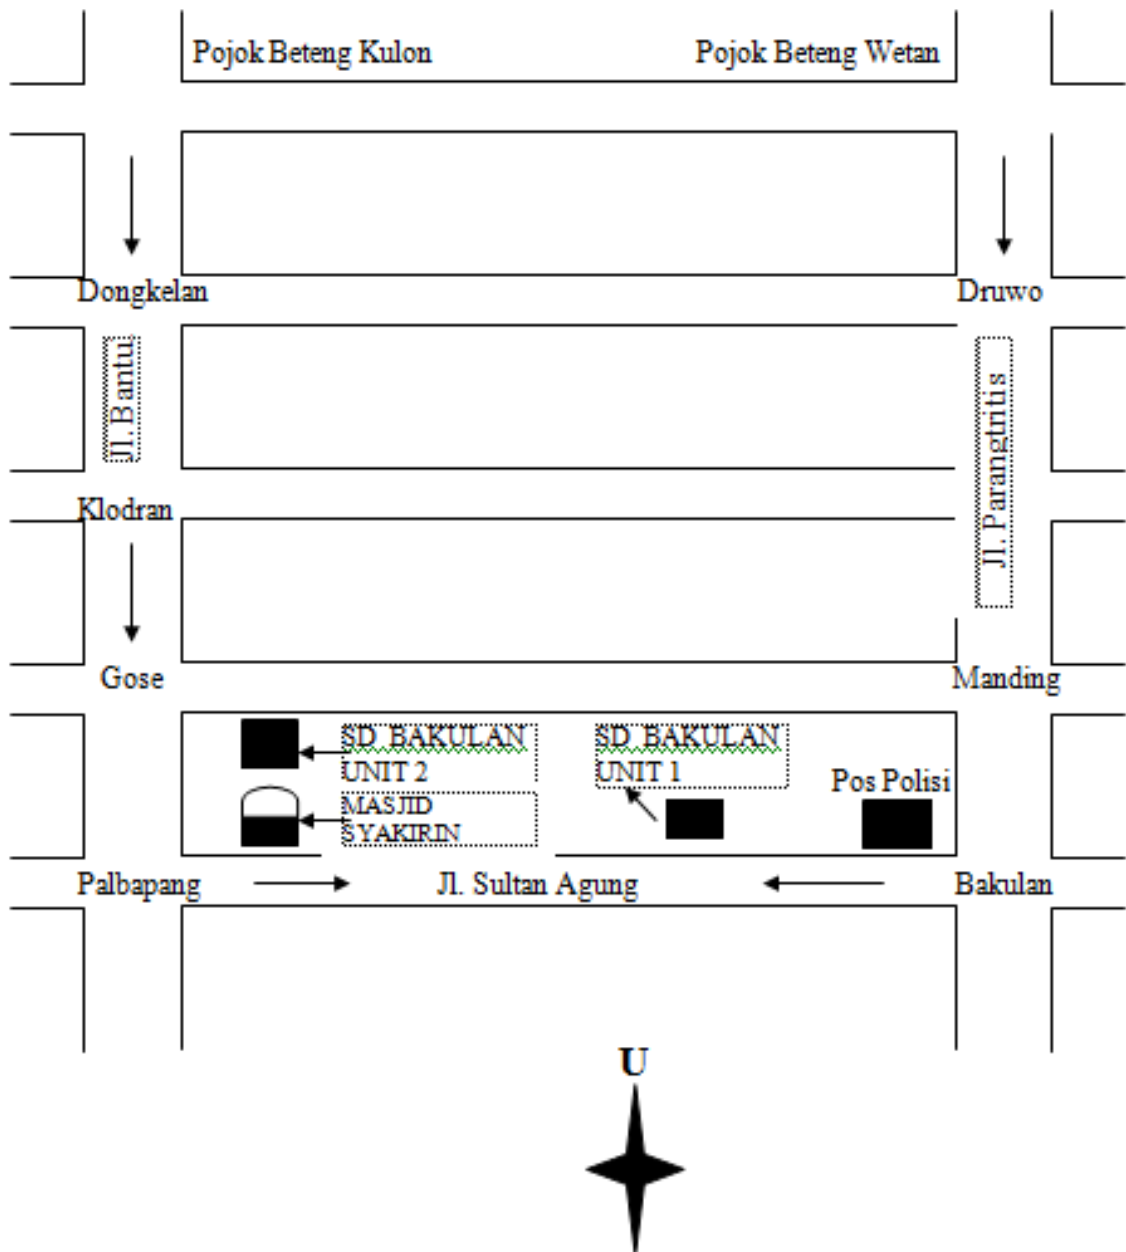 Pojok Beteng Kulon
Pojok Beteng Wetan
Dongkelan
Druwo
Jl. Bantu
Jl. Parangtritis
Klodran
Gose
Manding
SD BAKULAN
UNIT 2
SD BAKULAN
UNIT 1
Pos Polisi
MASJID
SYAKIRIN
Palbapang
Jl. Sultan Agung
Bakulan
U